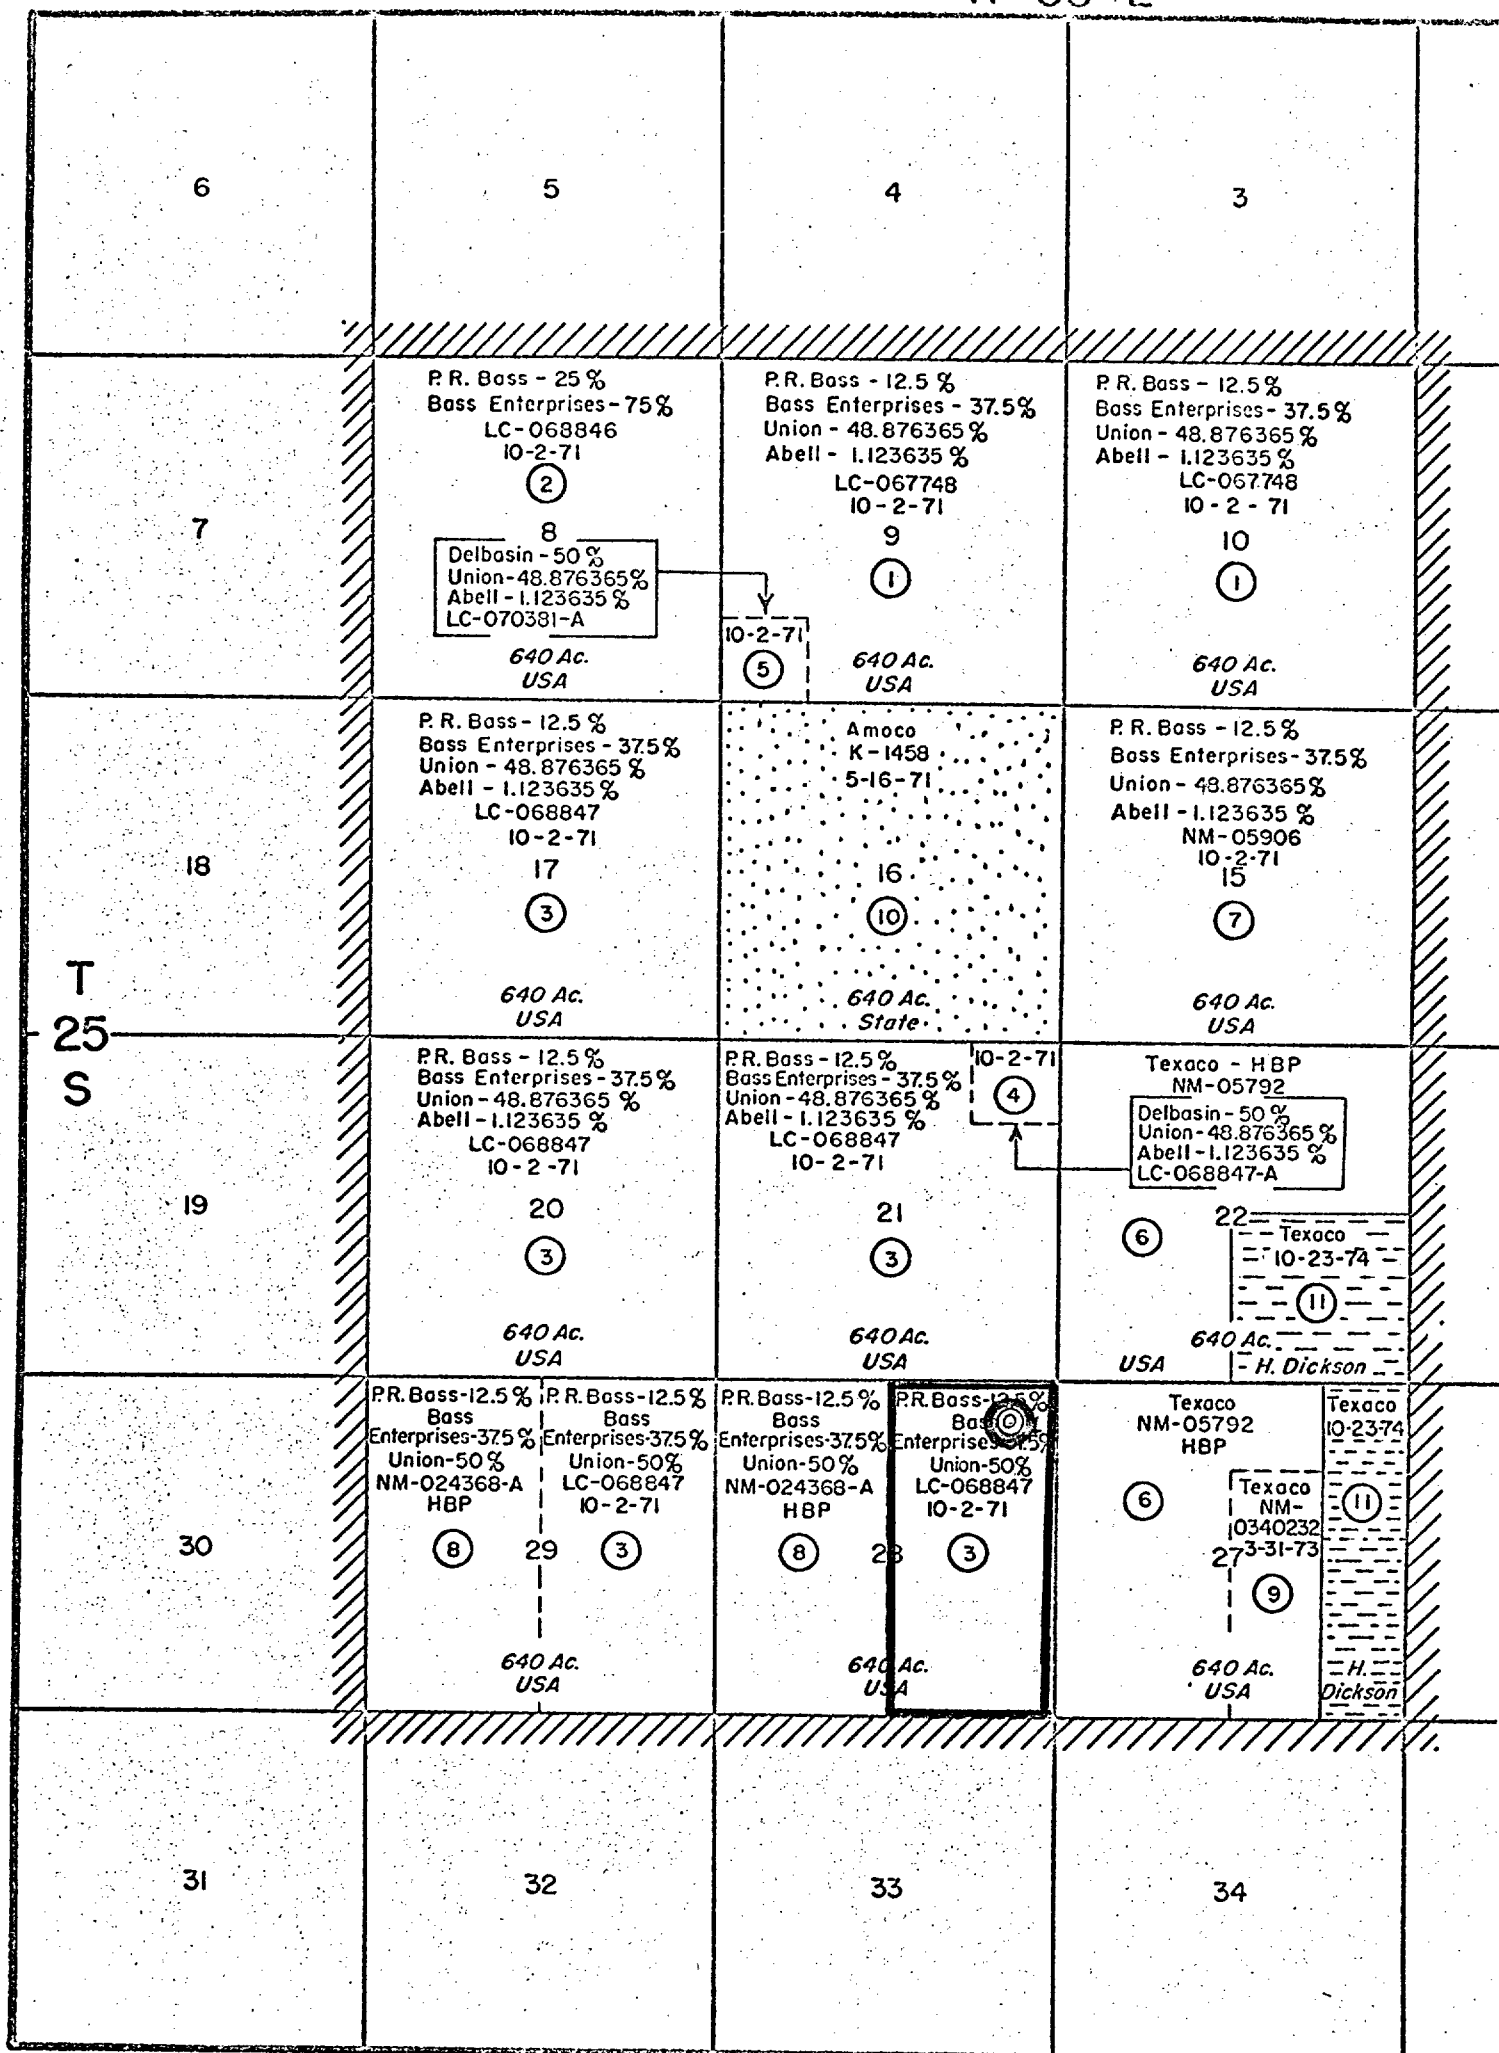 6
5
4
3
7
P.R. Bass - 25%
Bass Enterprises - 75%
LC-068846
10-2-71
2
8
Delbasin - 50%
Union - 48.876365%
Abell - 1.123635%
LC-070381-A
640 Ac.
USA
P.R. Bass - 12.5%
Bass Enterprises - 37.5%
Union - 48.876365%
Abell - 1.123635%
LC-067748
10-2-71
9
1
10-2-71
5
640 Ac.
USA
P.R. Bass - 12.5%
Bass Enterprises - 37.5%
Union - 48.876365%
Abell - 1.123635%
LC-067748
10-2-71
10
1
640 Ac.
USA
18
P.R. Bass - 12.5%
Bass Enterprises - 37.5%
Union - 48.876365%
Abell - 1.123635%
LC-068847
10-2-71
17
3
640 Ac.
USA
Amoco
K-1458
5-16-71
16
10
640 Ac.
State
P.R. Bass - 12.5%
Bass Enterprises - 37.5%
Union - 48.876365%
Abell - 1.123635%
NM-05906
10-2-71
15
7
640 Ac.
USA
T
25
S
19
P.R. Bass - 12.5%
Bass Enterprises - 37.5%
Union - 48.876365%
Abell - 1.123635%
LC-068847
10-2-71
20
3
640 Ac.
USA
P.R. Bass - 12.5%
Bass Enterprises - 37.5%
Union - 48.876365%
Abell - 1.123635%
LC-068847
10-2-71
10-2-71
4
21
3
640 Ac.
USA
Texaco - HBP
NM-05792
Delbasin - 50%
Union - 48.876365%
Abell - 1.123635%
LC-068847-A
22
6
Texaco
10-23-74
11
640 Ac.
USA
H. Dickson
30
P.R. Bass - 12.5%
Bass
Enterprises - 37.5%
Union - 50%
NM-024368-A
HBP
8
29
P.R. Bass - 12.5%
Bass
Enterprises - 37.5%
Union - 50%
LC-068847
10-2-71
3
640 Ac.
USA
P.R. Bass - 12.5%
Bass
Enterprises - 37.5%
Union - 50%
NM-024368-A
HBP
8
28
P.R. Bass - 12.5%
Enterprises
Union - 50%
LC-068847
10-2-71
3
640 Ac.
USA
Texaco
NM-05792
HBP
6
Texaco
NM-
0340232
3-31-73
27
9
640 Ac.
USA
Texaco
10-23-74
11
H.
Dickson
31
32
33
34